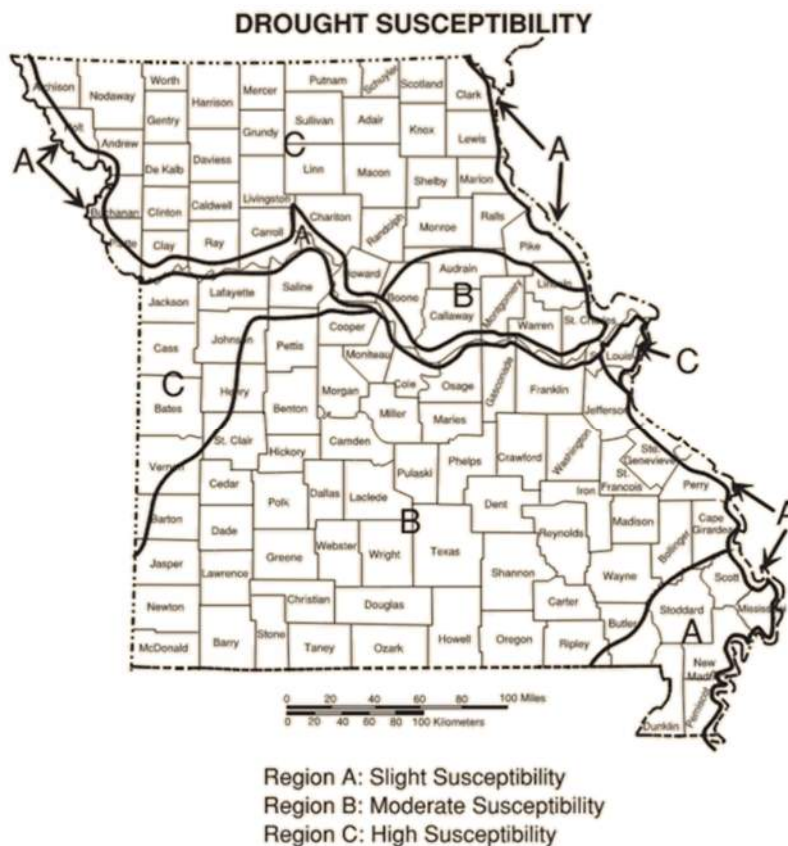 DROUGHT SUSCEPTIBILITY
Worth
Putnam
Schuyler
Scotland
Clark
Nodaway
Harrison
Mercer
Gentry
Sullivan
Adair
Knox
Lewis
Holt
Andrew
Grundy
C
A
De Kalb
Daviess
Linn
Macon
Shelby
Marion
A
Buchanan
Clinton
Caldwell
Livingston
Chariton
Randolph
Monroe
Ralls
Pike
Platte
Clay
Ray
Carroll
A
Howard
Audrain
Lincoln
Jackson
Lafayette
Saline
Boone
B
Callaway
Montgomery
Warren
St. Charles
Cooper
St. Louis
C
Cass
Johnson
Pettis
Moniteau
Cole
Osage
Gasconade
Franklin
Jefferson
C
Bates
Henry
Morgan
Miller
Maries
Benton
Washington
Vernon
St. Clair
Hickory
Camden
Pulaski
Phelps
Crawford
Ste. Genevieve
St. Francois
Perry
Cedar
Polk
Dallas
Laclede
Dent
Iron
A
Barton
Dade
B
Reynolds
Madison
Bollinger
Cape Girardeau
Jasper
Greene
Webster
Wright
Texas
Shannon
Wayne
Scott
Lawrence
Newton
Christian
Douglas
Carter
Butler
Stoddard
Mississippi
A
McDonald
Barry
Stone
Taney
Ozark
Howell
Oregon
Ripley
New Madrid
Pemiscot
Dunklin
0 20 40 60 80 100 Miles
0 20 40 60 80 100 Kilometers
Region A: Slight Susceptibility
Region B: Moderate Susceptibility
Region C: High Susceptibility